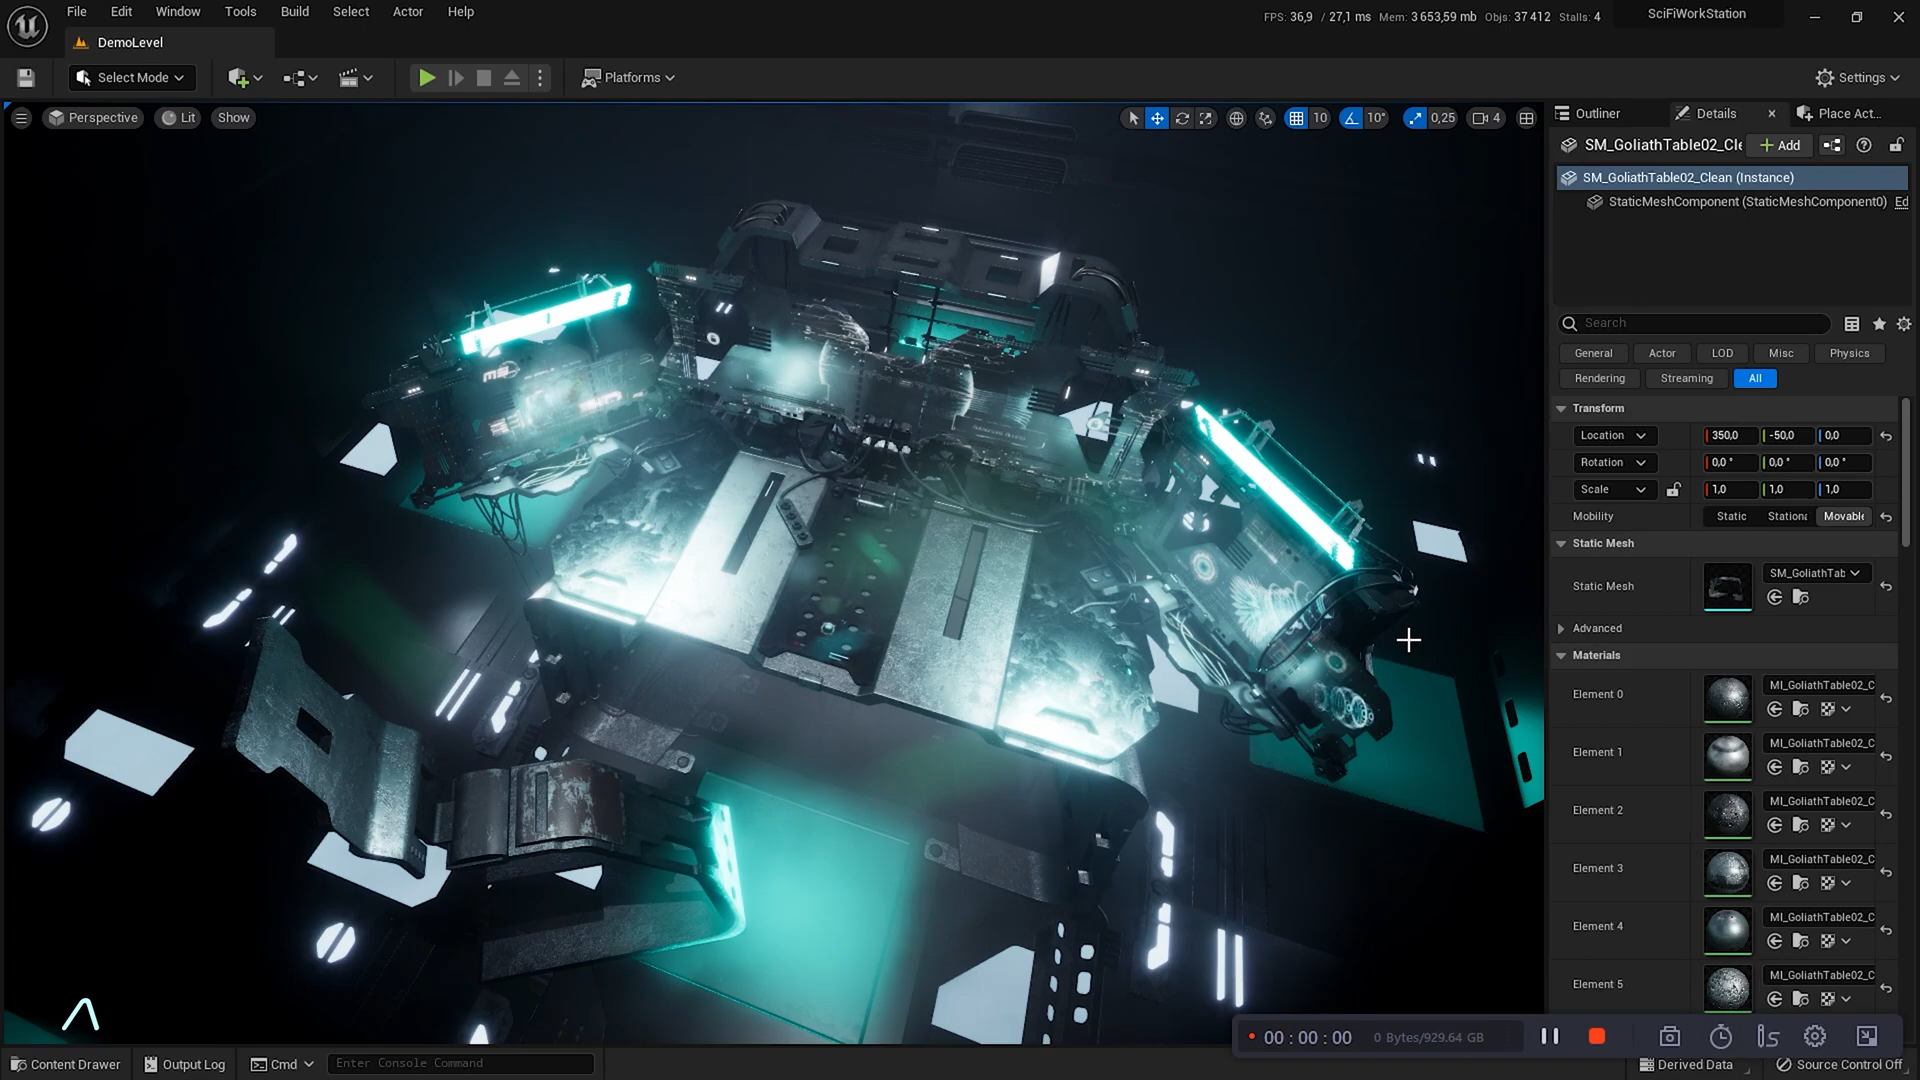 File Edit Window Tools Build Select Actor Help
FPS: 36,9 / 27,1 ms Mem: 3 653,59 mb Objs: 37 412 Stalls: 4
SciFiWorkStation
DemoLevel
Select Mode
Platforms
Settings
Perspective
Lit
Show
10
10°
0,25
4
Outliner
Details
Place Act...
SM_GoliathTable02_Cle
Add
SM_GoliathTable02_Clean (Instance)
StaticMeshComponent (StaticMeshComponent0) Ed
Search
General Actor LOD Misc Physics
Rendering Streaming All
Transform
Location 350,0 -50,0 0,0
Rotation 0,0 ° 0,0 ° 0,0 °
Scale 1,0 1,0 1,0
Mobility Static Stationa Movable
Static Mesh
Static Mesh SM_GoliathTab
Advanced
Materials
Element 0 MI_GoliathTable02_C
Element 1 MI_GoliathTable02_C
Element 2 MI_GoliathTable02_C
Element 3 MI_GoliathTable02_C
Element 4 MI_GoliathTable02_C
Element 5 MI_GoliathTable02_C
00 : 00 : 00 0 Bytes/929.64 GB
Content Drawer
Output Log
Cmd
Enter Console Command
Derived Data
Source Control Off